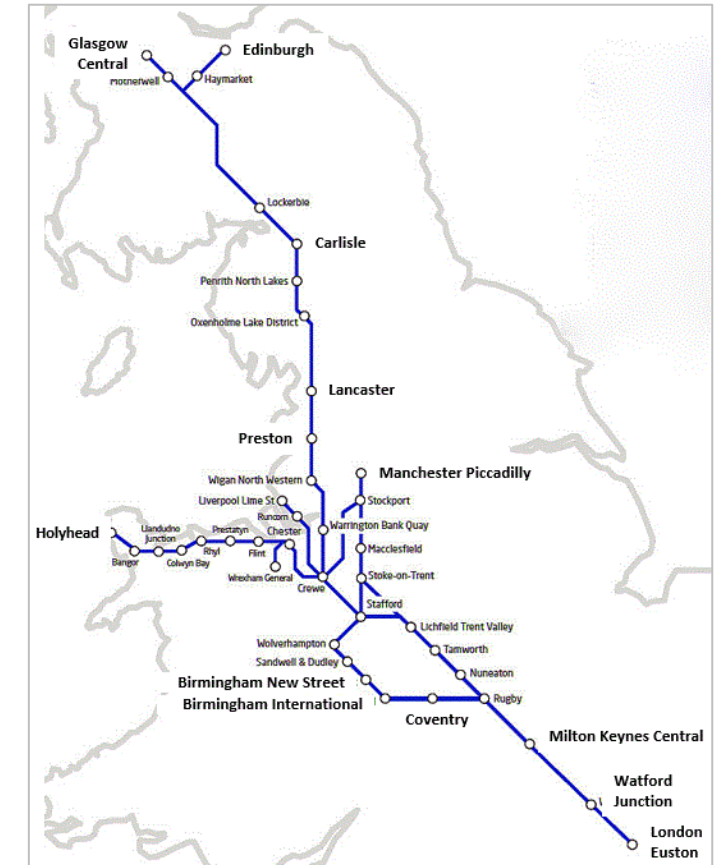 Glasgow
Central
Edinburgh
Motherwell
Haymarket
Lockerbie
Carlisle
Penrith North Lakes
Oxenholme Lake District
Lancaster
Preston
Manchester Piccadilly
Wigan North Western
Liverpool Lime St
Stockport
Runcorn
Warrington Bank Quay
Holyhead
Llandudno
Junction
Prestatyn
Chester
Macclesfield
Bangor
Colwyn Bay
Rhyl
Flint
Wrexham General
Crewe
Stoke-on-Trent
Stafford
Lichfield Trent Valley
Wolverhampton
Tamworth
Sandwell & Dudley
Nuneaton
Birmingham New Street
Birmingham International
Rugby
Coventry
Milton Keynes Central
Watford
Junction
London
Euston